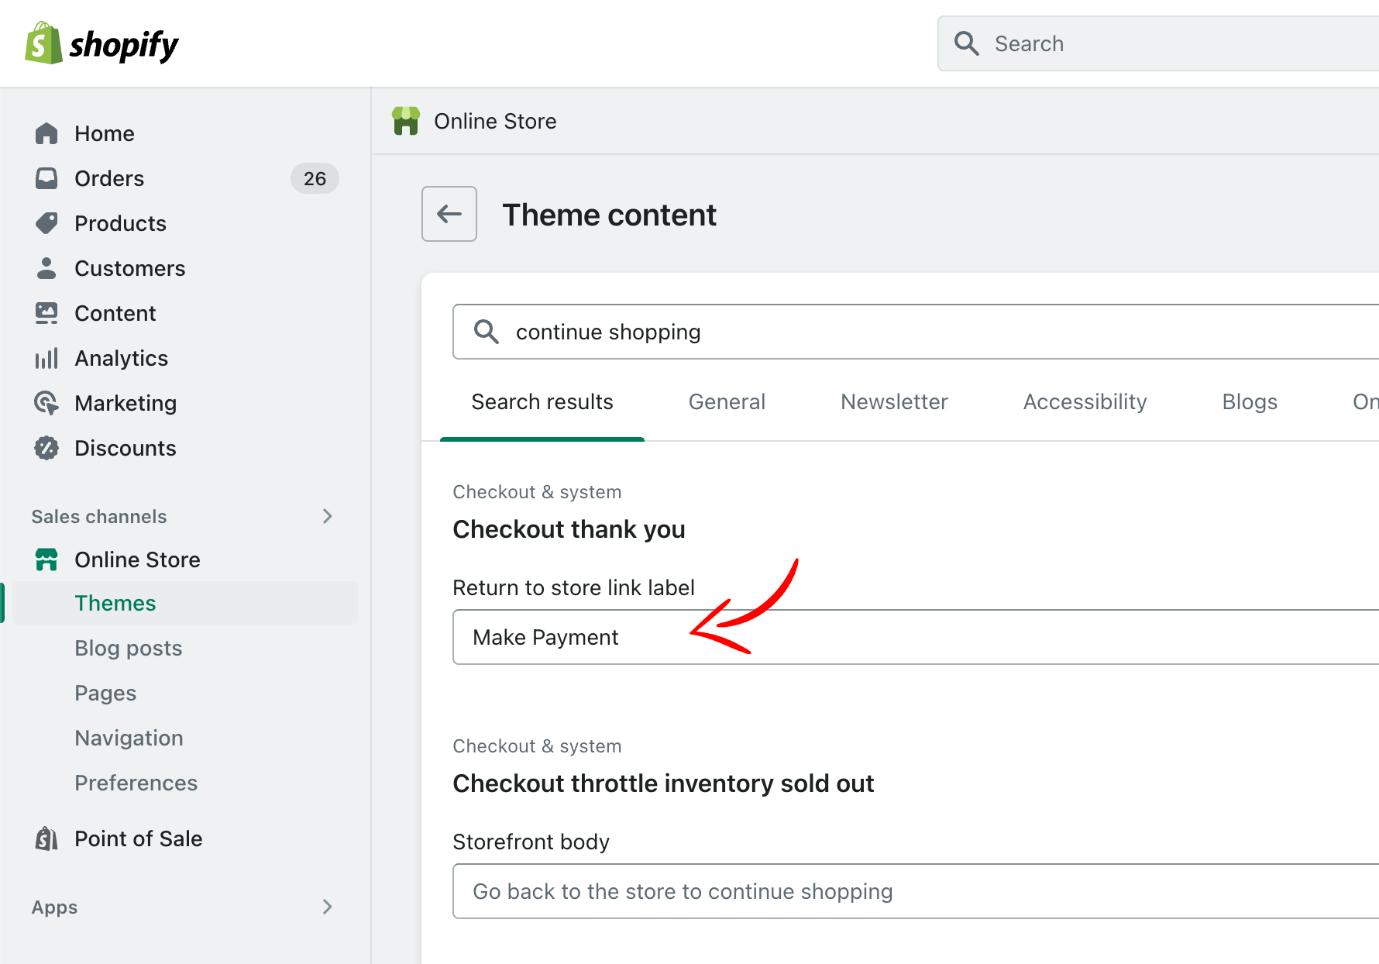 shopify
Search
Home
Orders 26
Products
Customers
Content
Analytics
Marketing
Discounts
Sales channels
Online Store
Themes
Blog posts
Pages
Navigation
Preferences
Point of Sale
Apps
Online Store
Theme content
continue shopping
Search results General Newsletter Accessibility Blogs On
Checkout & system
Checkout thank you
Return to store link label
Make Payment
Checkout & system
Checkout throttle inventory sold out
Storefront body
Go back to the store to continue shopping